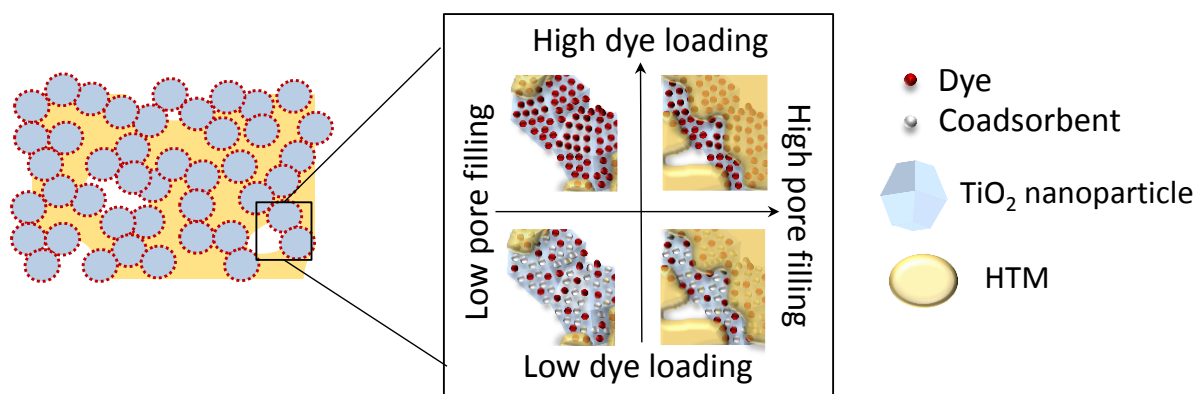 High dye loading
Low pore filling
High pore filling
Low dye loading
Dye
Coadsorbent
TiO₂ nanoparticle
HTM